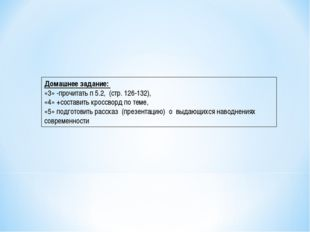 Домашнее задание:
«3» -прочитать п 5.2, (стр. 126-132),
«4» +составить кроссворд по теме,
«5» подготовить рассказ (презентацию) о выдающихся наводнениях
современности